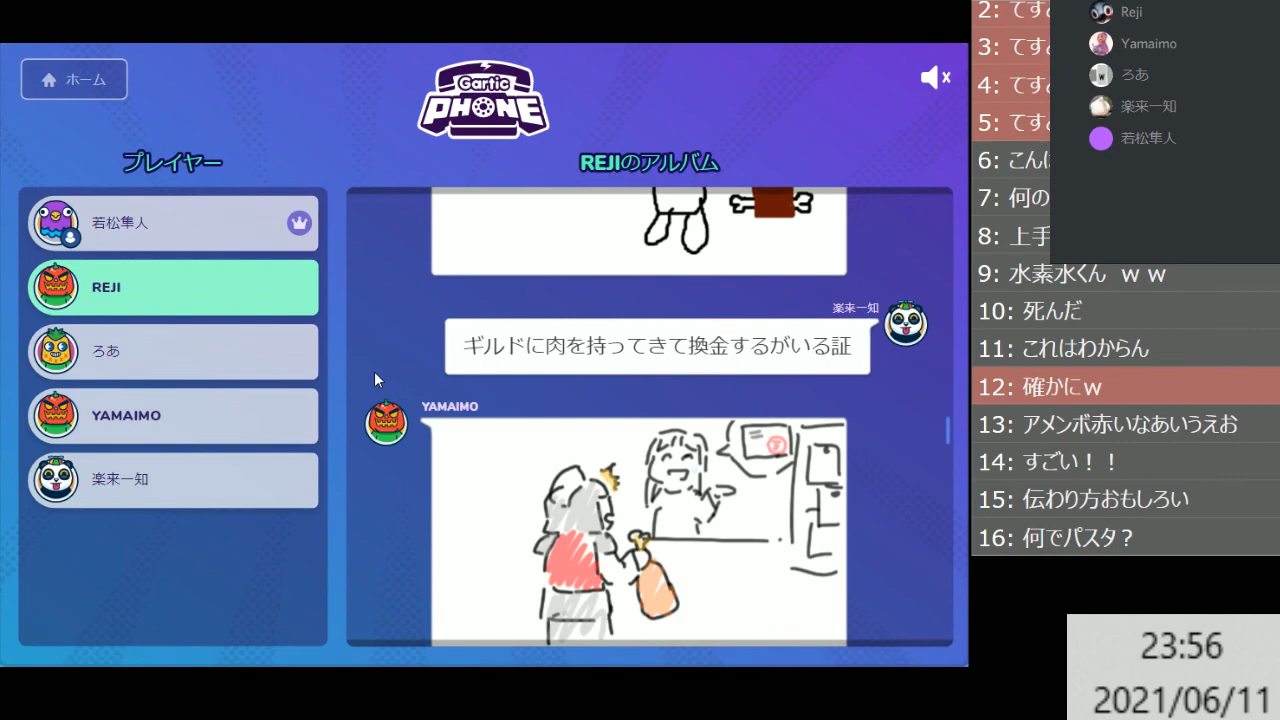 ホーム
Gartic
PHONE
プレイヤー
若松隼人
REJI
ろあ
YAMAIMO
楽来一知
REJIのアルバム
楽来一知
ギルドに肉を持ってきて換金するがいる証
YAMAIMO
2: てす
3: てす
4: てす
5: てす
6: こん
7: 何の
8: 上手
9: 水素水くん ｗｗ
10: 死んだ
11: これはわからん
12: 確かにｗ
13: アメンボ赤いなあいうえお
14: すごい！！
15: 伝わり方おもしろい
16: 何でパスタ？
Reji
Yamaimo
ろあ
楽来一知
若松隼人
23:56
2021/06/11